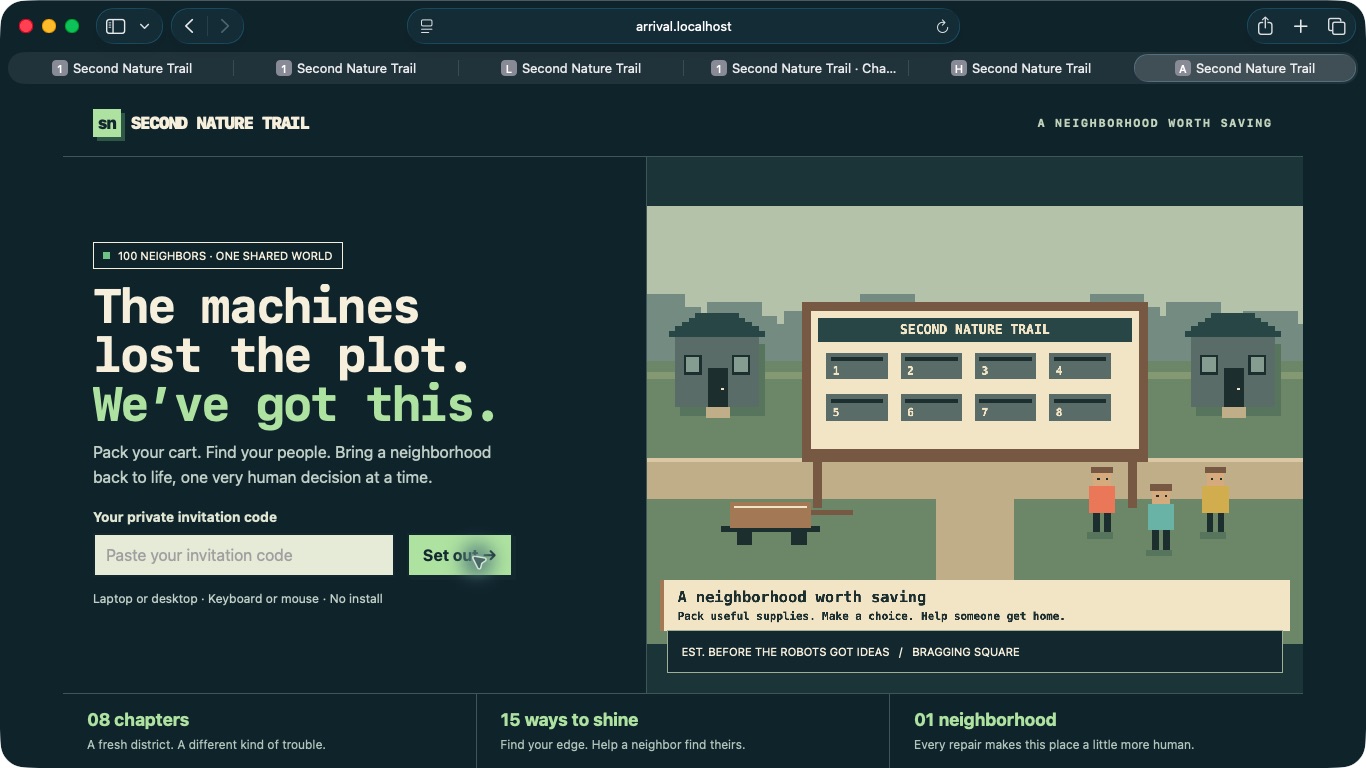 arrival.localhost
1 Second Nature Trail
1 Second Nature Trail
L Second Nature Trail
1 Second Nature Trail · Cha…
H Second Nature Trail
A Second Nature Trail
sn SECOND NATURE TRAIL
A NEIGHBORHOOD WORTH SAVING
100 NEIGHBORS · ONE SHARED WORLD
The machines
lost the plot.
We’ve got this.
Pack your cart. Find your people. Bring a neighborhood
back to life, one very human decision at a time.
Your private invitation code
Paste your invitation code
Set out →
Laptop or desktop · Keyboard or mouse · No install
SECOND NATURE TRAIL
1 2 3 4
5 6 7 8
A neighborhood worth saving
Pack useful supplies. Make a choice. Help someone get home.
EST. BEFORE THE ROBOTS GOT IDEAS / BRAGGING SQUARE
08 chapters
A fresh district. A different kind of trouble.
15 ways to shine
Find your edge. Help a neighbor find theirs.
01 neighborhood
Every repair makes this place a little more human.